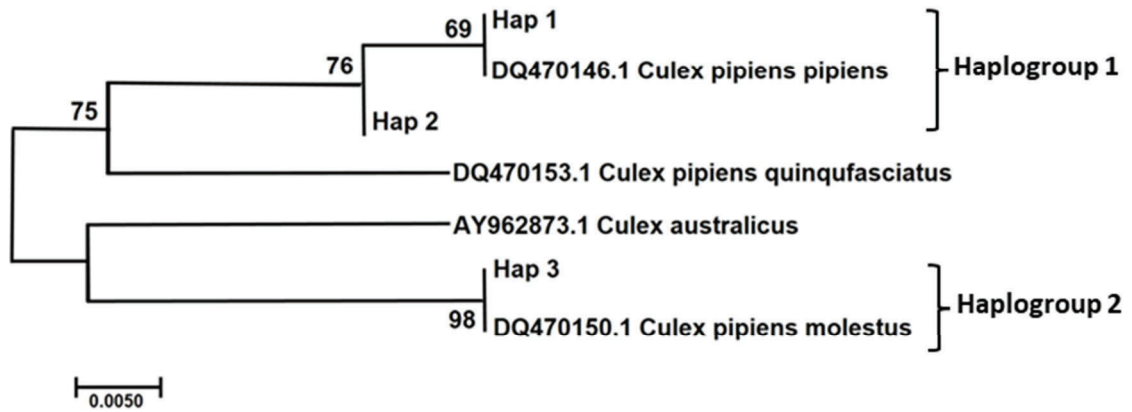 Hap 1
69
DQ470146.1 Culex pipiens pipiens
Haplogroup 1
76
Hap 2
75
DQ470153.1 Culex pipiens quinqufasciatus
AY962873.1 Culex australicus
Hap 3
Haplogroup 2
98
DQ470150.1 Culex pipiens molestus
0.0050